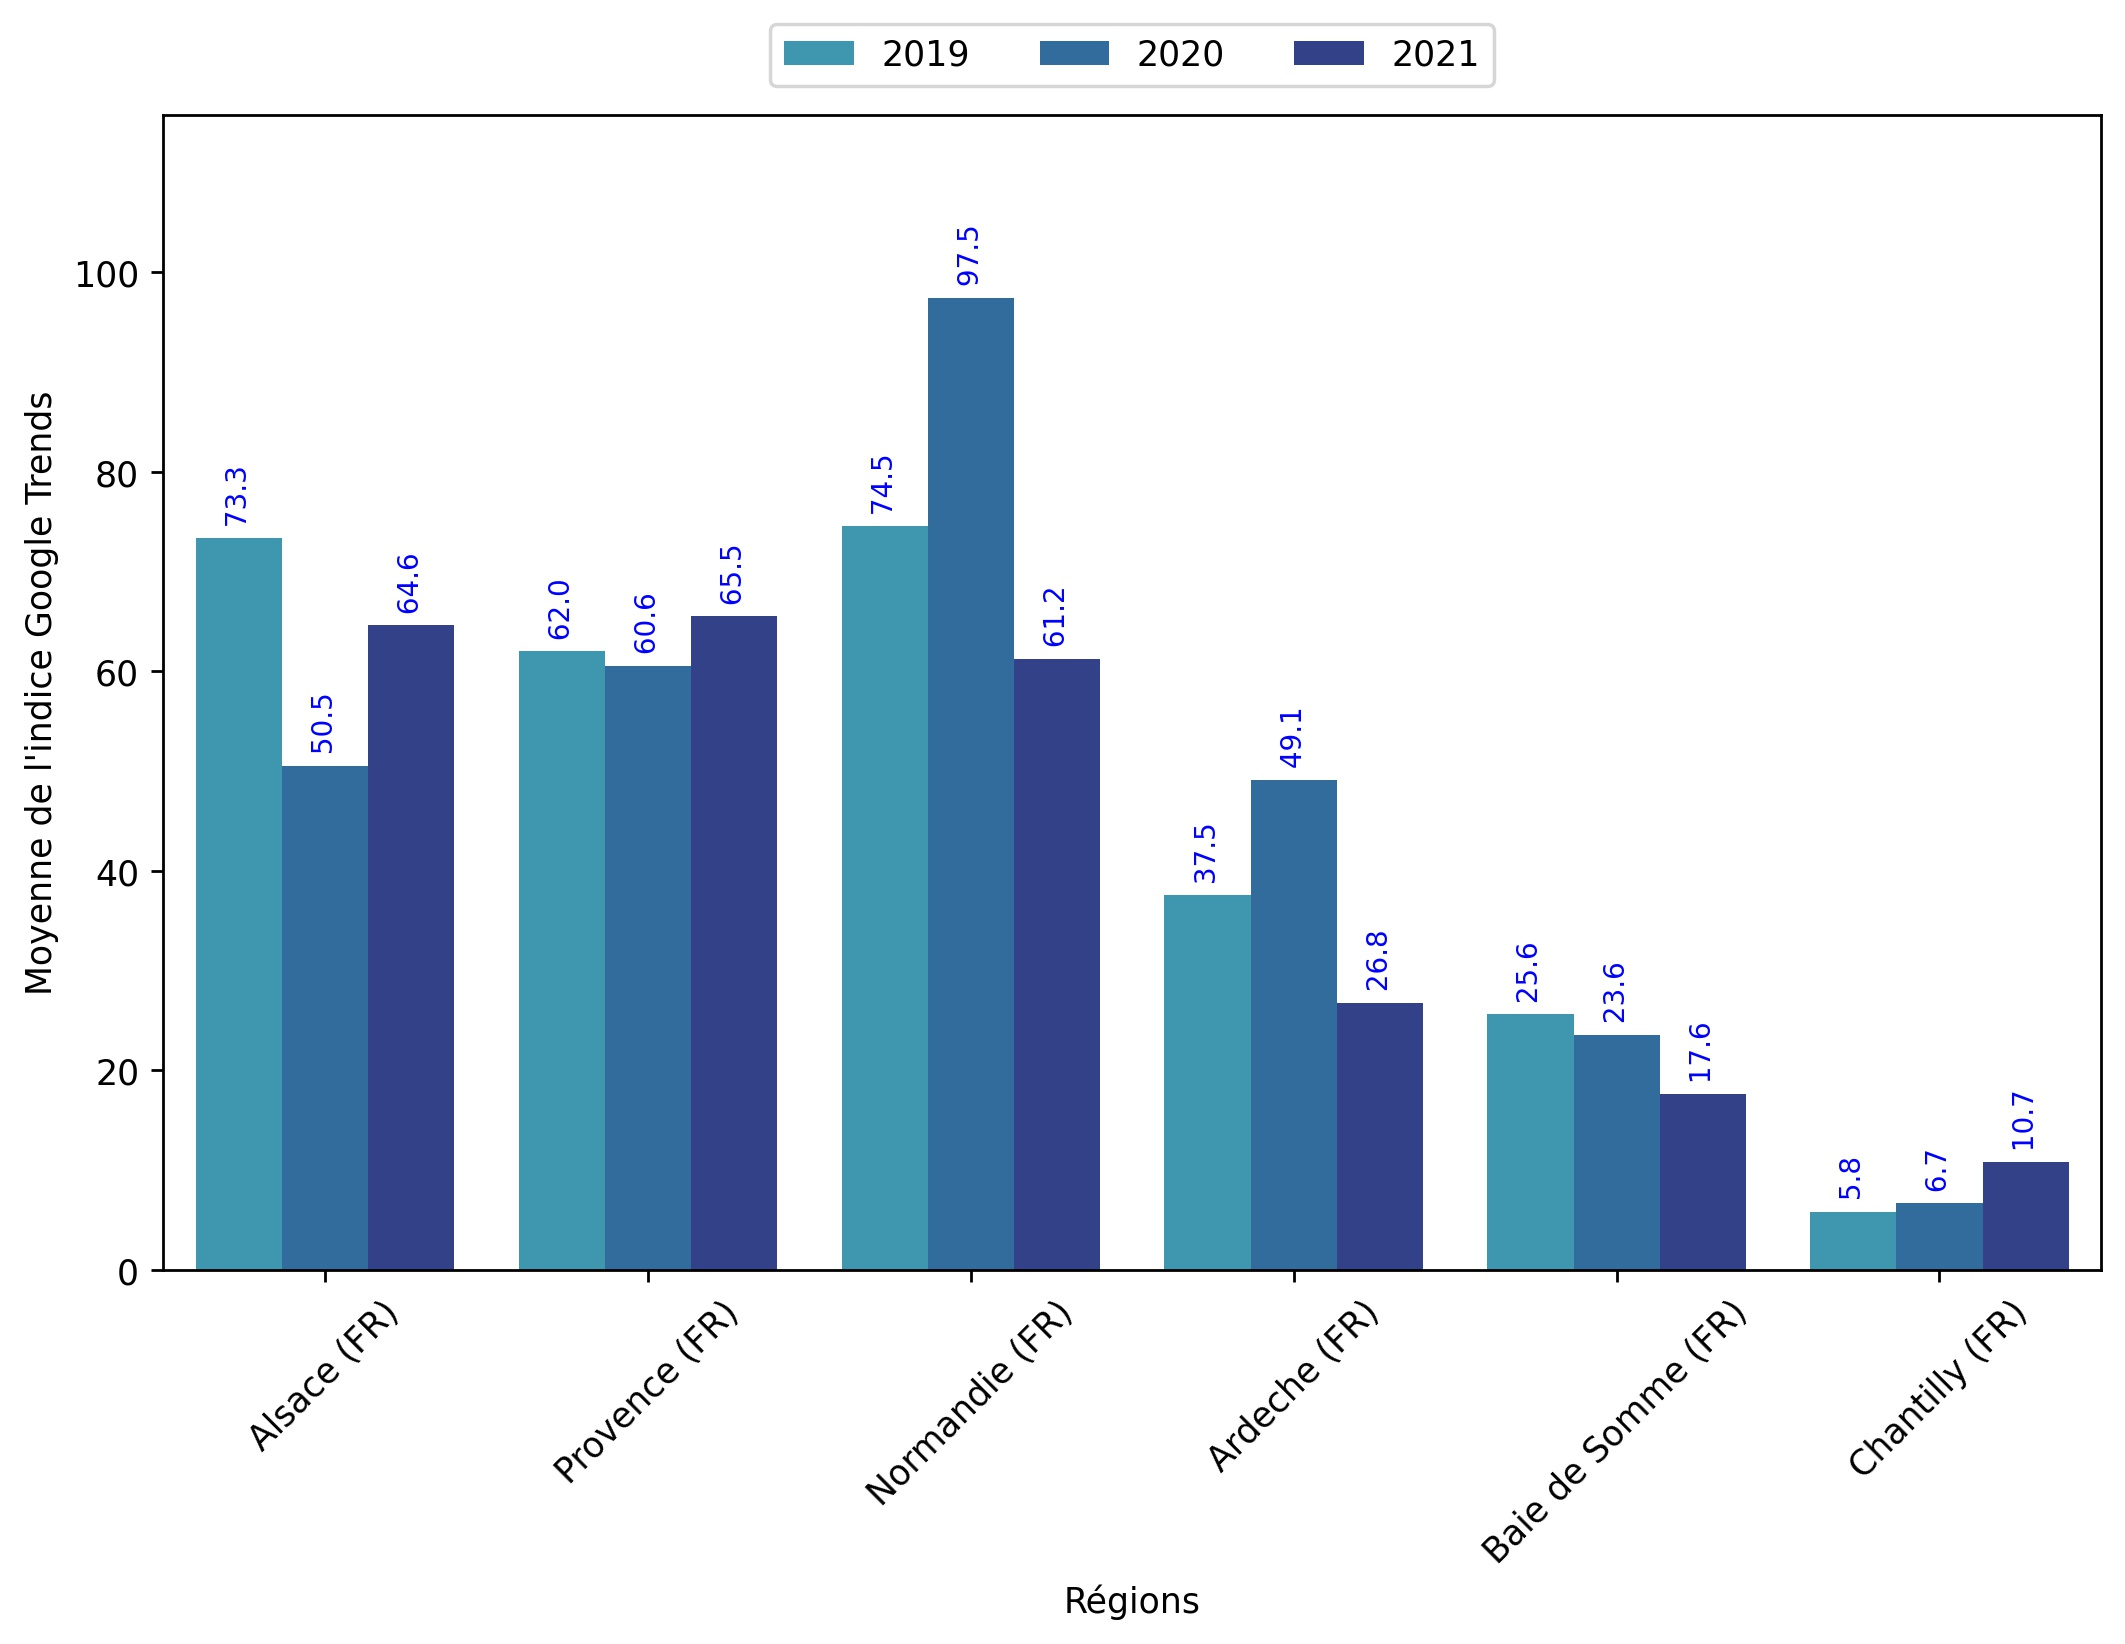 2019 2020 2021
Moyenne de l'indice Google Trends
100
80
60
40
20
0
73.3 50.5 64.6
62.0 60.6 65.5
74.5 97.5 61.2
37.5 49.1 26.8
25.6 23.6 17.6
5.8 6.7 10.7
Alsace (FR)
Provence (FR)
Normandie (FR)
Ardeche (FR)
Baie de Somme (FR)
Chantilly (FR)
Régions